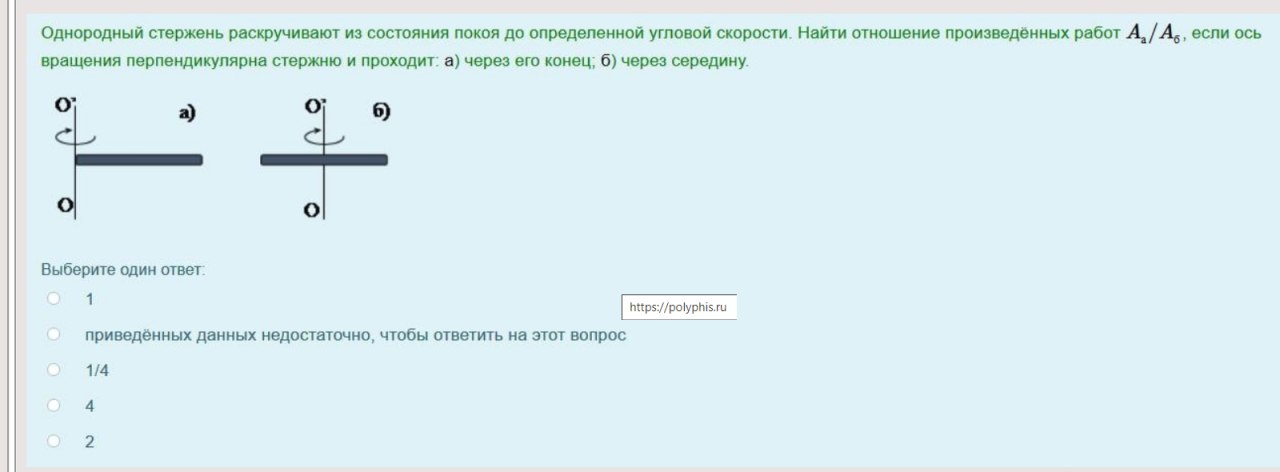 Однородный стержень раскручивают из состояния покоя до определенной угловой скорости. Найти отношение произведённых работ Aₐ/A_б, если ось
вращения перпендикулярна стержню и проходит: а) через его конец; б) через середину.
O' а) O' б)
O O
Выберите один ответ:
1
https://polyphis.ru
приведённых данных недостаточно, чтобы ответить на этот вопрос
1/4
4
2